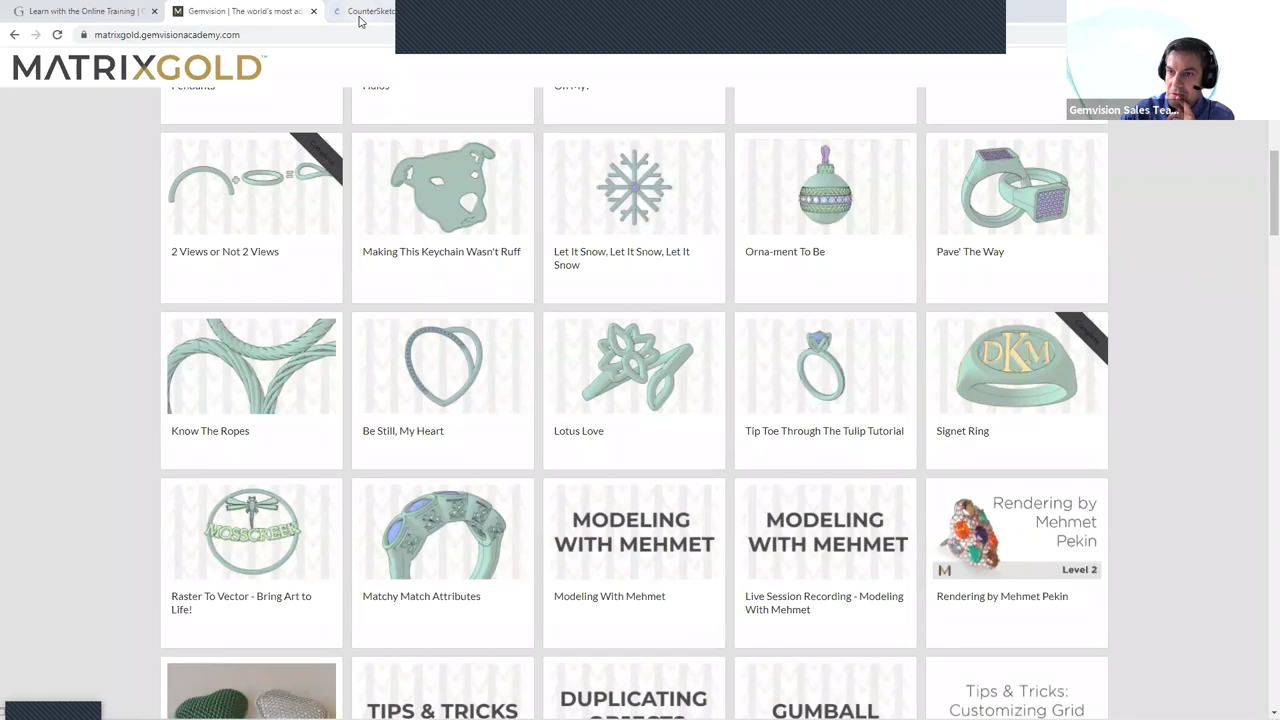 Learn with the Online Training |
Gemvision | The world's most ad
CounterSketc
matrixgold.gemvisionacademy.com
MATRIXGOLD™
Gemvision Sales Tea...
Pendants
Halos
Oh My!
Complete
2 Views or Not 2 Views
Making This Keychain Wasn't Ruff
Let It Snow, Let It Snow, Let It
Snow
Orna-ment To Be
Pave' The Way
DKM
Complete
Know The Ropes
Be Still, My Heart
Lotus Love
Tip Toe Through The Tulip Tutorial
Signet Ring
MOSSCREEN
MODELING
WITH MEHMET
MODELING
WITH MEHMET
Rendering by
Mehmet
Pekin
M
Level 2
Raster To Vector - Bring Art to
Life!
Matchy Match Attributes
Modeling With Mehmet
Live Session Recording - Modeling
With Mehmet
Rendering by Mehmet Pekin
TIPS & TRICKS
DUPLICATING
OBJECTS
GUMBALL
Tips & Tricks:
Customizing Grid